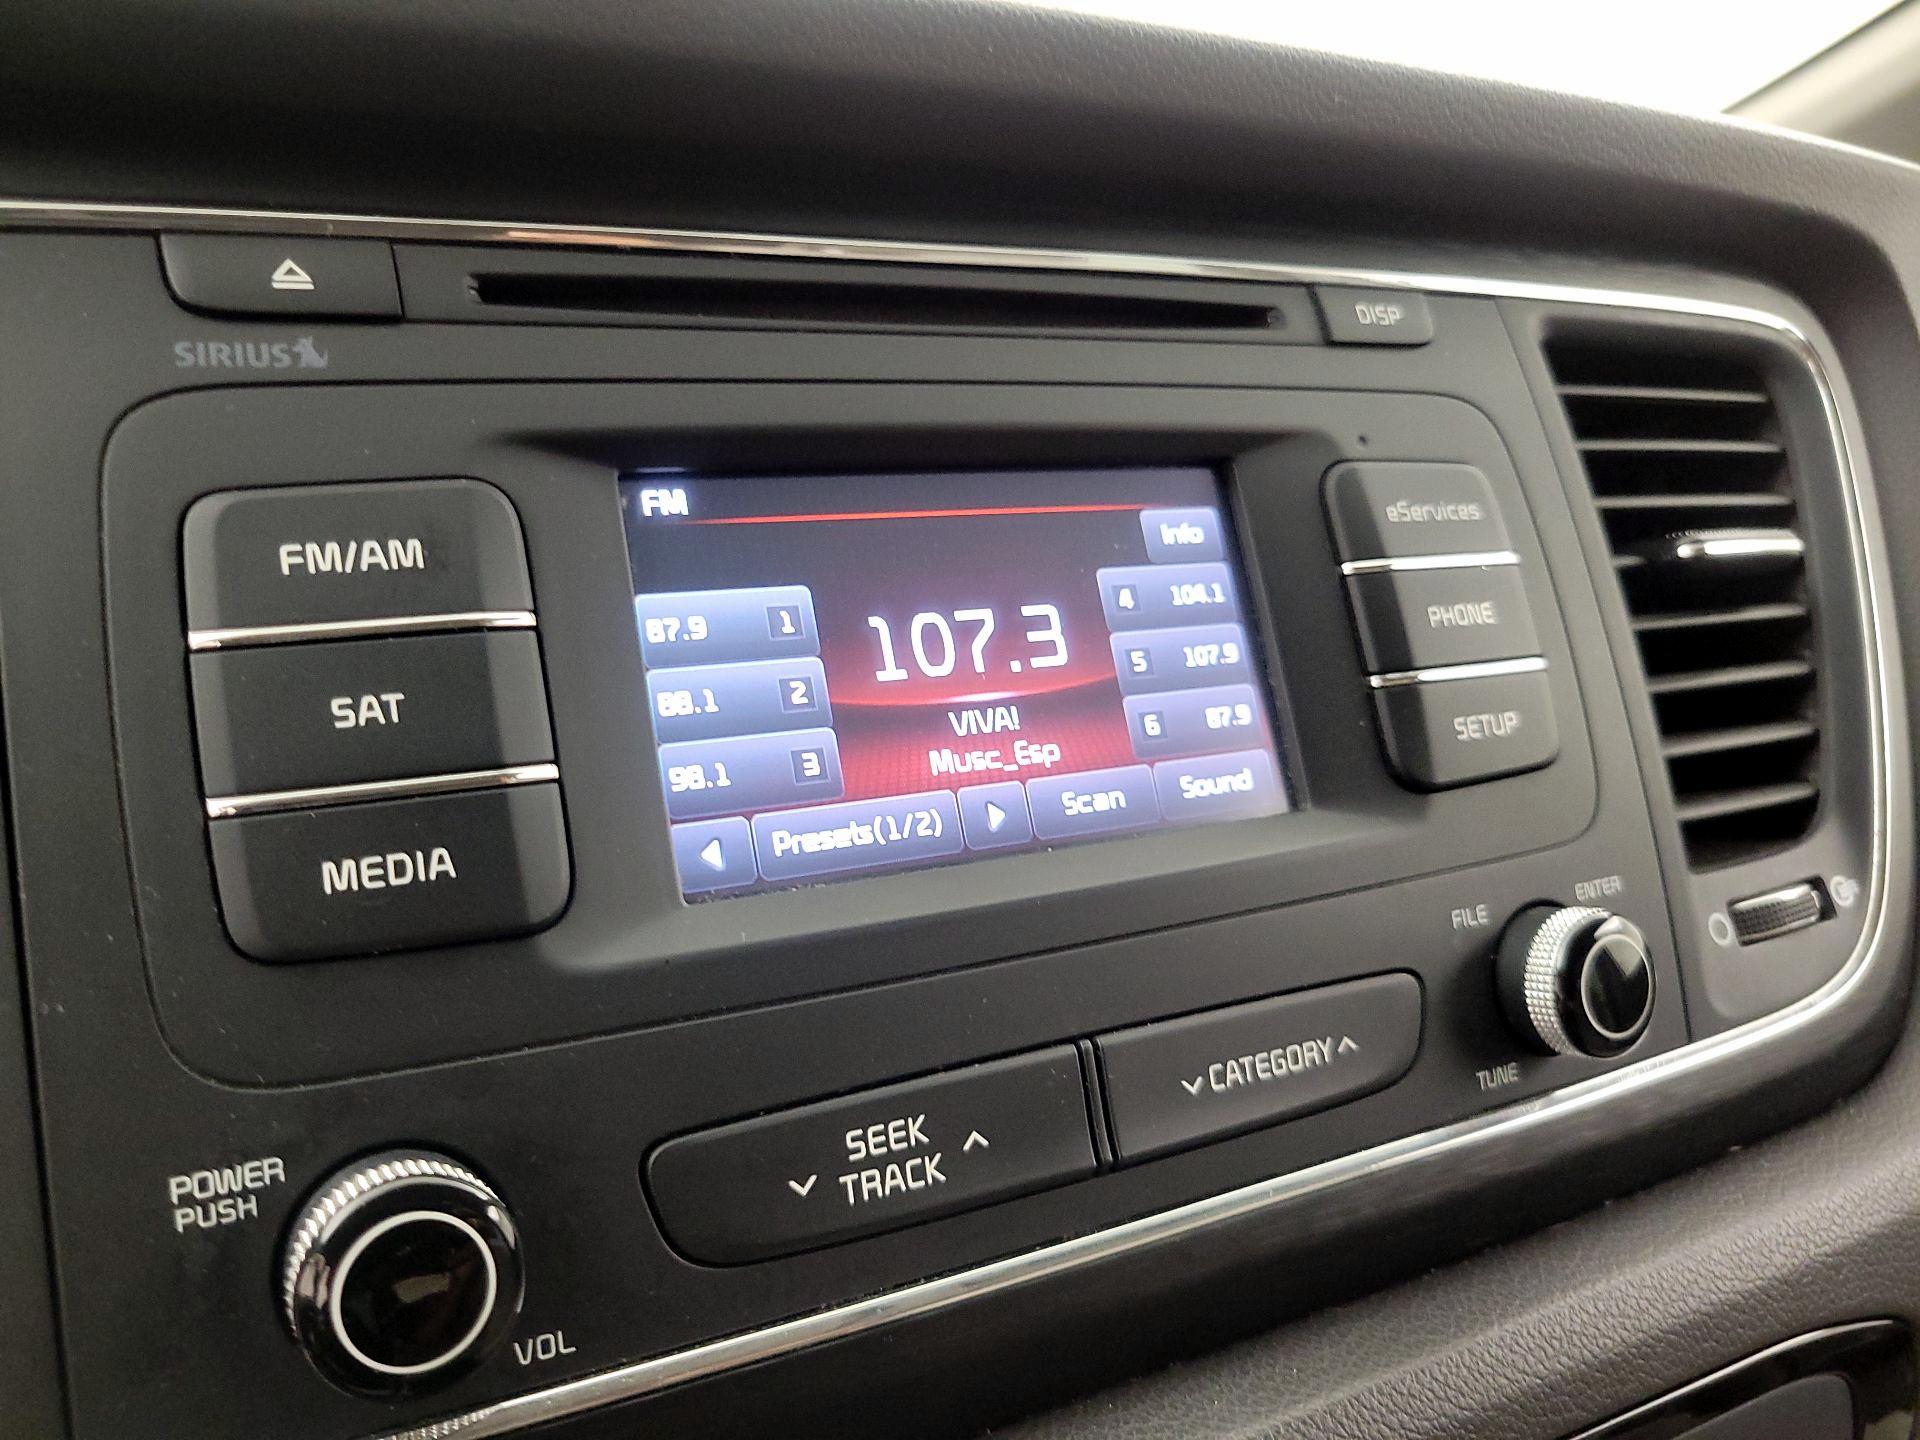 DISP
SIRIUS
FM/AM
SAT
MEDIA
FM
Info
87.9 1
88.1 2
98.1 3
107.3
VIVA!
Musc_Esp
4 104.1
5 107.9
6 87.9
Presets(1/2)
Scan
Sound
eServices
PHONE
SETUP
FILE
ENTER
TUNE
CATEGORY
SEEK
TRACK
POWER
PUSH
VOL